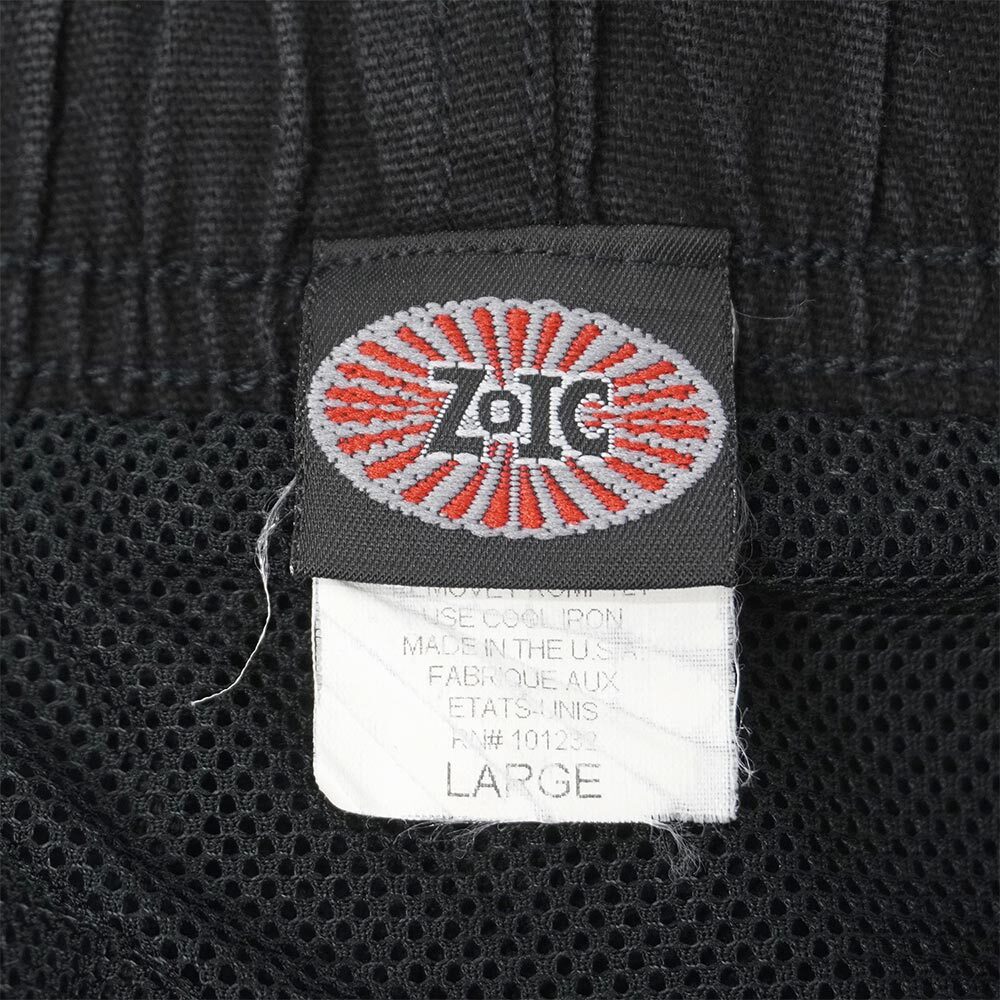 ZOIC
USE COOL IRON
MADE IN THE U.S.A.
FABRIQUE AUX
ETATS-UNIS
RN# 101232
LARGE